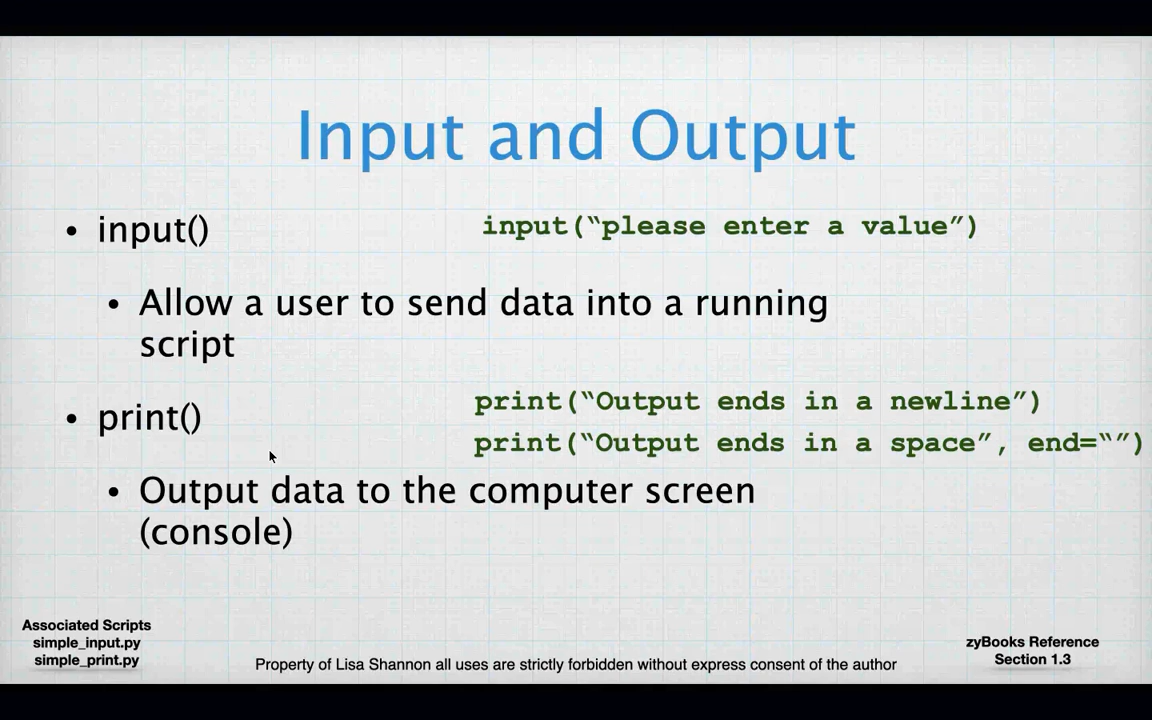 Input and Output
• input()
input(“please enter a value”)
• Allow a user to send data into a running
script
• print()
print(“Output ends in a newline”)
print(“Output ends in a space”, end=“”)
• Output data to the computer screen
(console)
Associated Scripts
simple_input.py
simple_print.py
Property of Lisa Shannon all uses are strictly forbidden without express consent of the author
zyBooks Reference
Section 1.3